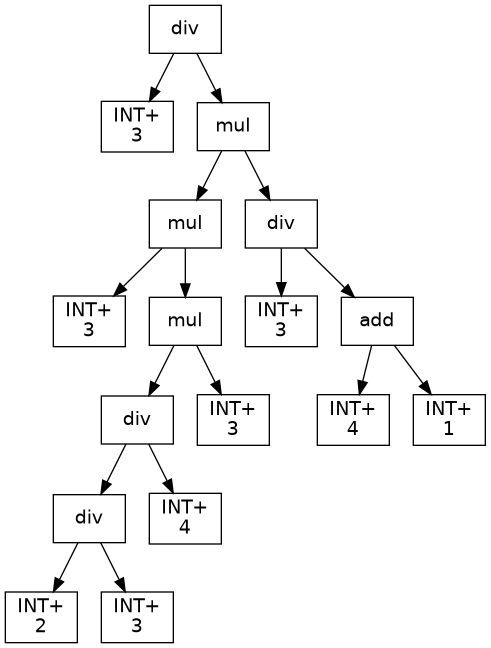 div
INT+
3
mul
mul
div
INT+
3
mul
INT+
3
add
div
INT+
3
INT+
4
INT+
1
div
INT+
4
INT+
2
INT+
3